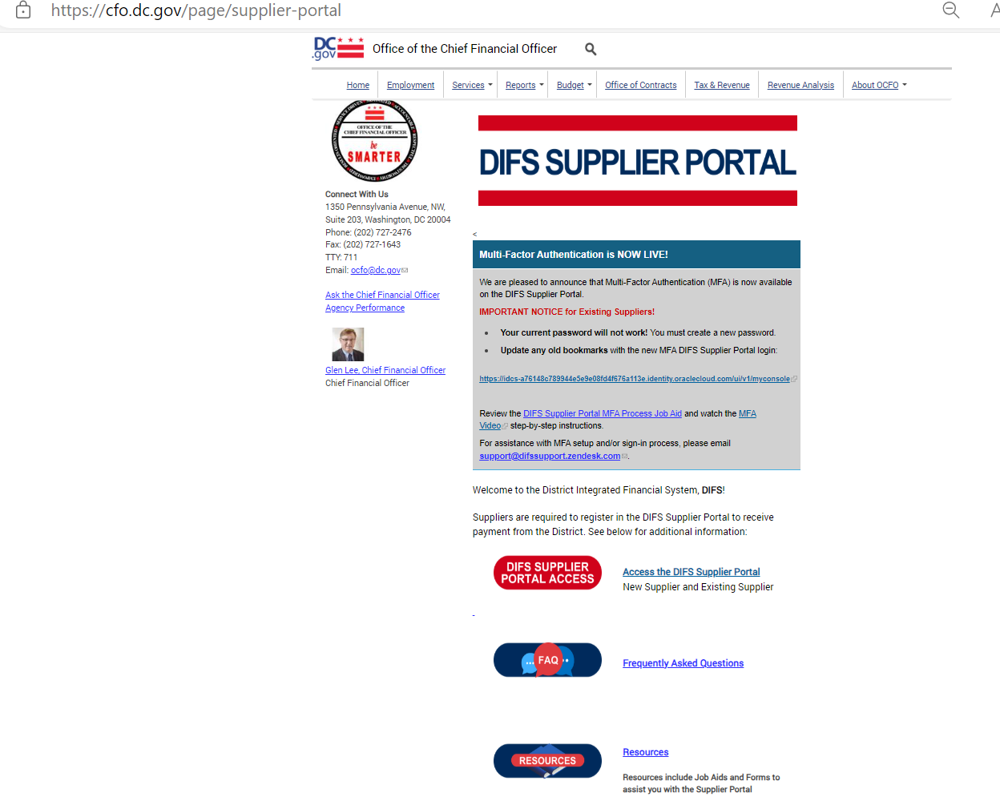 https://cfo.dc.gov/page/supplier-portal
DC
.gov
Office of the Chief Financial Officer
Home
Employment
Services
Reports
Budget
Office of Contracts
Tax & Revenue
Revenue Analysis
About OCFO
OFFICE OF THE
CHIEF FINANCIAL OFFICER
be
SMARTER
Connect With Us
1350 Pennsylvania Avenue, NW,
Suite 203, Washington, DC 20004
Phone: (202) 727-2476
Fax: (202) 727-1643
TTY: 711
Email: ocfo@dc.gov
Ask the Chief Financial Officer
Agency Performance
Glen Lee, Chief Financial Officer
Chief Financial Officer
DIFS SUPPLIER PORTAL
<
Multi-Factor Authentication is NOW LIVE!
We are pleased to announce that Multi-Factor Authentication (MFA) is now available
on the DIFS Supplier Portal.
IMPORTANT NOTICE for Existing Suppliers!
• Your current password will not work! You must create a new password.
• Update any old bookmarks with the new MFA DIFS Supplier Portal login:
https://idcs-a76148c789944e5e9e08fd4f676a113e.identity.oraclecloud.com/ui/v1/myconsole
Review the DIFS Supplier Portal MFA Process Job Aid and watch the MFA
Video step-by-step instructions.
For assistance with MFA setup and/or sign-in process, please email
support@difssupport.zendesk.com.
Welcome to the District Integrated Financial System, DIFS!
Suppliers are required to register in the DIFS Supplier Portal to receive
payment from the District. See below for additional information:
DIFS SUPPLIER
PORTAL ACCESS
Access the DIFS Supplier Portal
New Supplier and Existing Supplier
FAQ
Frequently Asked Questions
RESOURCES
Resources
Resources include Job Aids and Forms to
assist you with the Supplier Portal